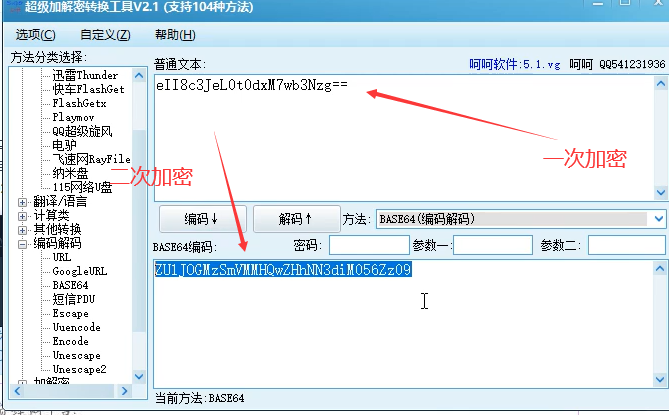 超级加解密转换工具V2.1 (支持104种方法)
选项(C) 自定义(Z) 帮助(H)
方法分类选择:
普通文本:
呵呵软件:5.1.vg 呵呵 QQ541231936
迅雷Thunder
快车FlashGet
FlashGetx
Playmov
QQ超级旋风
电驴
飞速网RayFile
纳米盘
115网络U盘
翻译/语言
计算类
其他转换
编码解码
URL
GoogleURL
BASE64
短信PDU
Escape
Uuencode
Encode
Unescape
Unescape2
加解密
eII8c3JeL0t0dxM7wb3Nzg==
一次加密
二次加密
编码↓ 解码↑ 方法: BASE64(编码解码)
BASE64编码: 密码: 参数一: 参数二:
ZUlJOGMzSmVMMHQwZHhNN3diM056Zz09
当前方法:BASE64